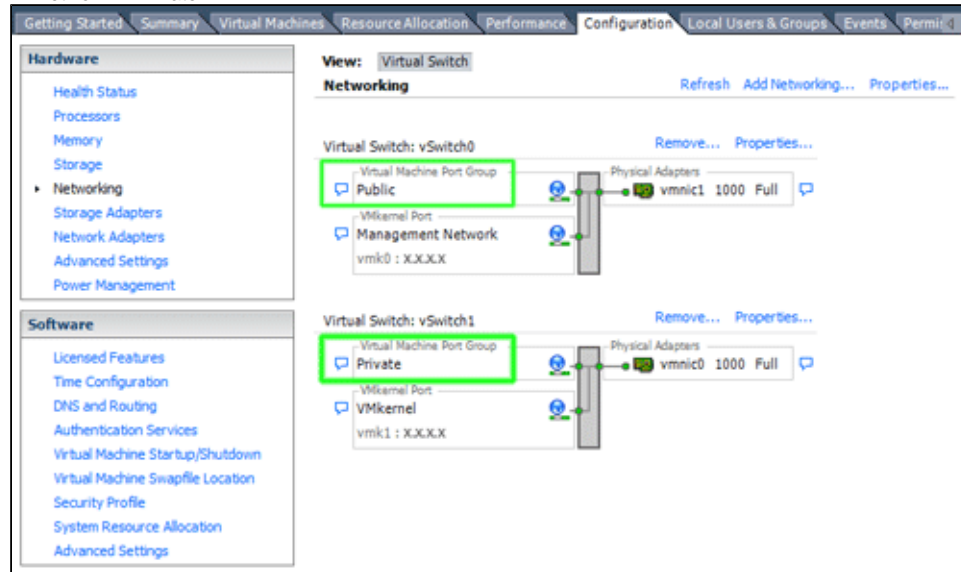 Getting Started Summary Virtual Machines Resource Allocation Performance Configuration Local Users & Groups Events
Hardware
Health Status
Processors
Memory
Storage
Networking
Storage Adapters
Network Adapters
Advanced Settings
Power Management
Software
Licensed Features
Time Configuration
DNS and Routing
Authentication Services
Virtual Machine Startup/Shutdown
Virtual Machine Swapfile Location
Security Profile
System Resource Allocation
Advanced Settings
View: Virtual Switch
Networking Refresh Add Networking... Properties...
Virtual Switch: vSwitch0 Remove... Properties...
Virtual Machine Port Group Physical Adapters
Public vmnic1 1000 Full
VMkernel Port
Management Network
vmk0 : X.X.X.X
Virtual Switch: vSwitch1 Remove... Properties...
Virtual Machine Port Group Physical Adapters
Private vmnic0 1000 Full
VMkernel Port
VMkernel
vmk1 : X.X.X.X